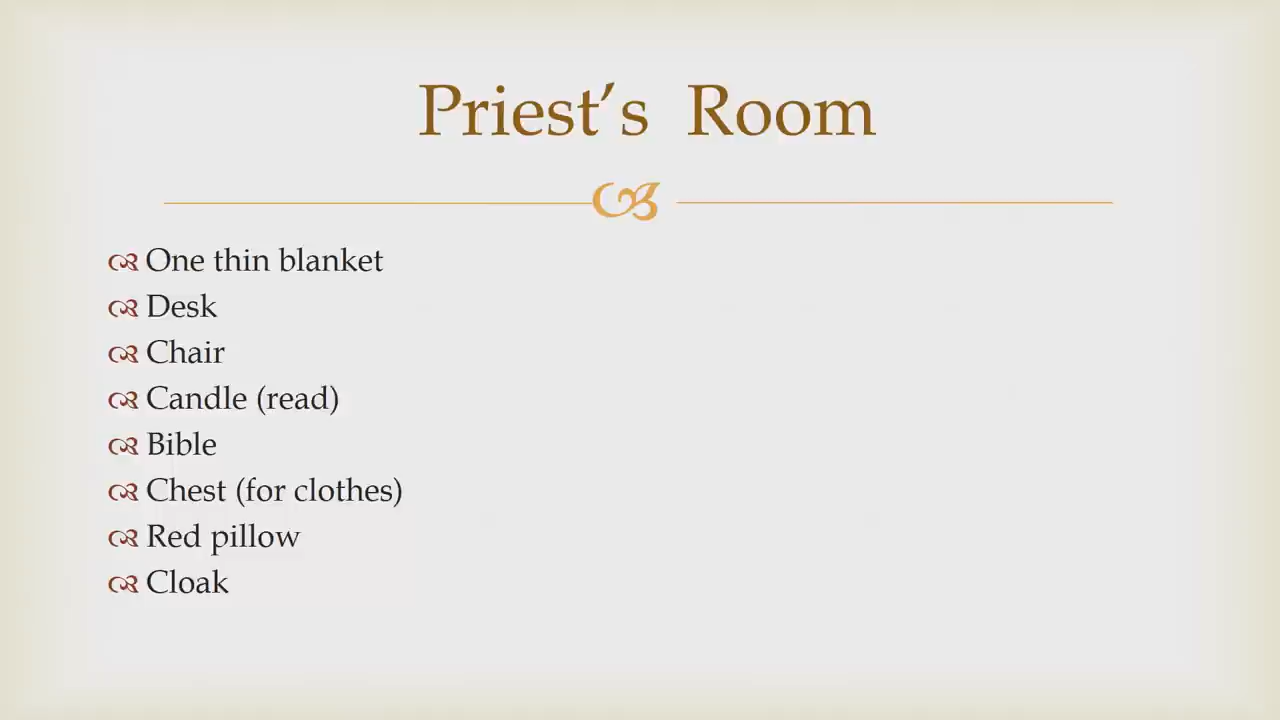 Priest’s Room
One thin blanket
Desk
Chair
Candle (read)
Bible
Chest (for clothes)
Red pillow
Cloak